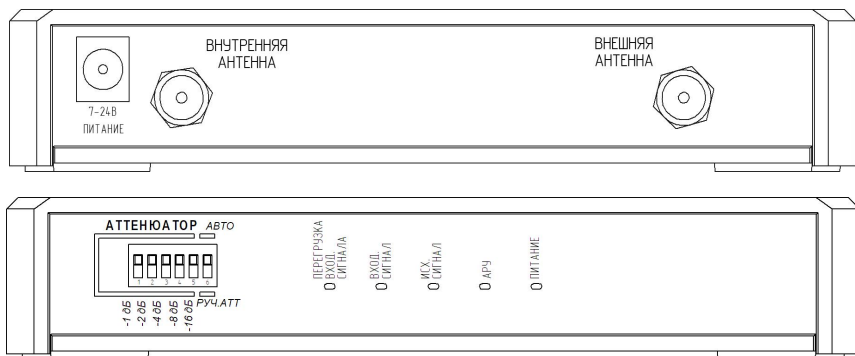 ВНУТРЕННЯЯ
АНТЕННА
ВНЕШНЯЯ
АНТЕННА
7-24В
ПИТАНИЕ
АТТЕНЮАТОР АВТО
1 2 3 4 5 6
-1 дБ
-2 дБ
-4 дБ
-8 дБ
-16 дБ
РУЧ.АТТ
ПЕРЕГРУЗКА
ВХОД.
СИГНАЛА
ВХОД.
СИГНАЛ
ИСХ.
СИГНАЛ
АРУ
ПИТАНИЕ